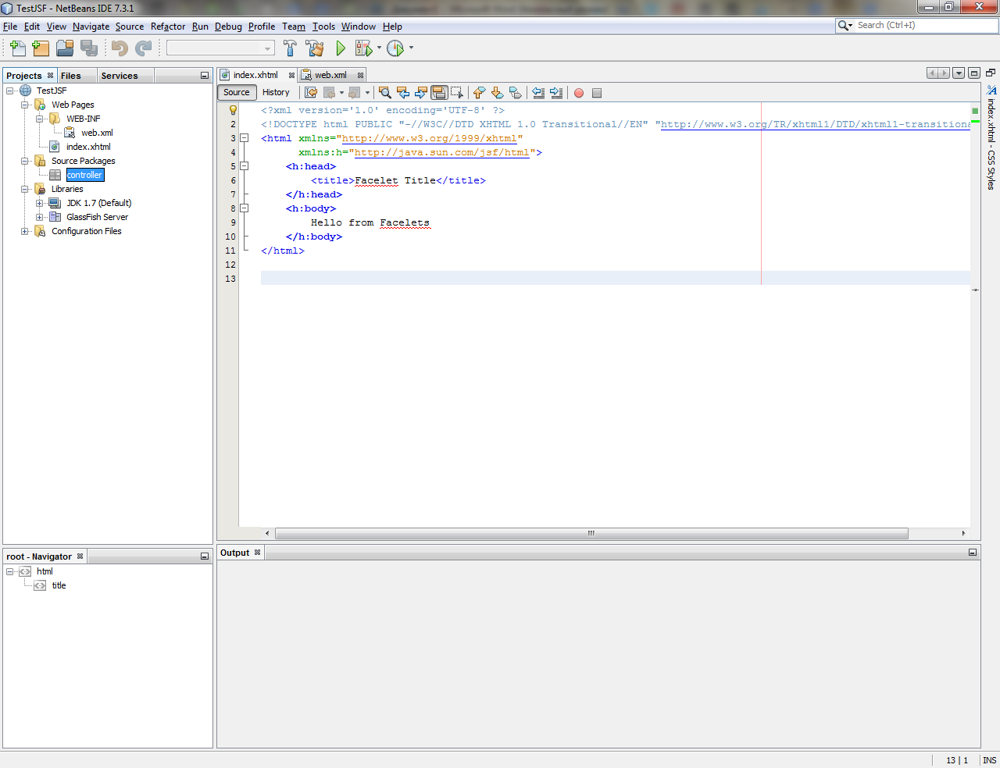 TestJSF - NetBeans IDE 7.3.1
File Edit View Navigate Source Refactor Run Debug Profile Team Tools Window Help
Search (Ctrl+I)
Projects Files Services
TestJSF
Web Pages
WEB-INF
web.xml
index.xhtml
Source Packages
controller
Libraries
JDK 1.7 (Default)
GlassFish Server
Configuration Files
index.xhtml web.xml
Source History
<?xml version='1.0' encoding='UTF-8' ?>
2 <!DOCTYPE html PUBLIC "-//W3C//DTD XHTML 1.0 Transitional//EN" "http://www.w3.org/TR/xhtml1/DTD/xhtml1-transitiona
3 <html xmlns="http://www.w3.org/1999/xhtml"
4 xmlns:h="http://java.sun.com/jsf/html">
5 <h:head>
6 <title>Facelet Title</title>
7 </h:head>
8 <h:body>
9 Hello from Facelets
10 </h:body>
11 </html>
12
13
index.xhtml - CSS Styles
root - Navigator
html
title
Output
13 | 1 INS